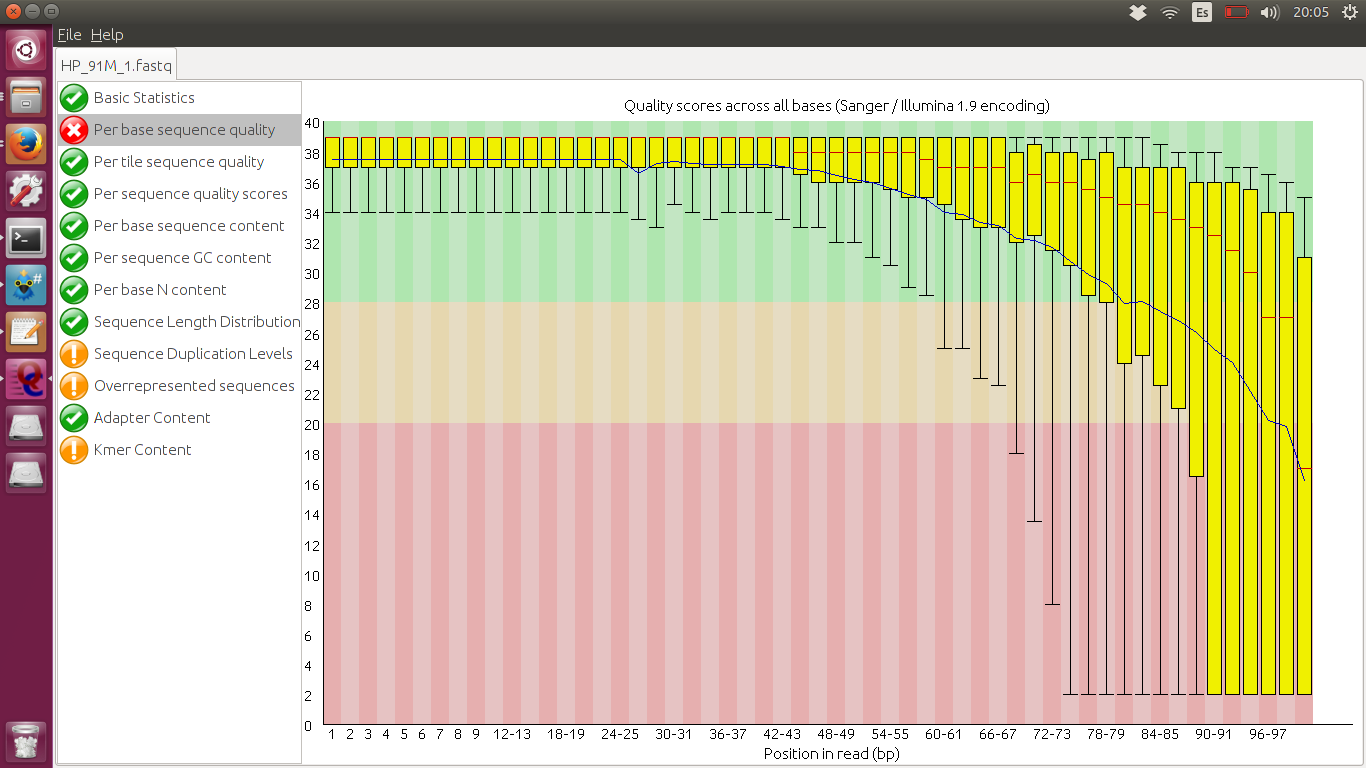 Es 20:05
File Help
HP_91M_1.fastq
Basic Statistics
Per base sequence quality
Per tile sequence quality
Per sequence quality scores
Per base sequence content
Per sequence GC content
Per base N content
Sequence Length Distribution
Sequence Duplication Levels
Overrepresented sequences
Adapter Content
Kmer Content
Quality scores across all bases (Sanger / Illumina 1.9 encoding)
40
38
36
34
32
30
28
26
24
22
20
18
16
14
12
10
8
6
4
2
0
1 2 3 4 5 6 7 8 9 12-13 18-19 24-25 30-31 36-37 42-43 48-49 54-55 60-61 66-67 72-73 78-79 84-85 90-91 96-97
Position in read (bp)